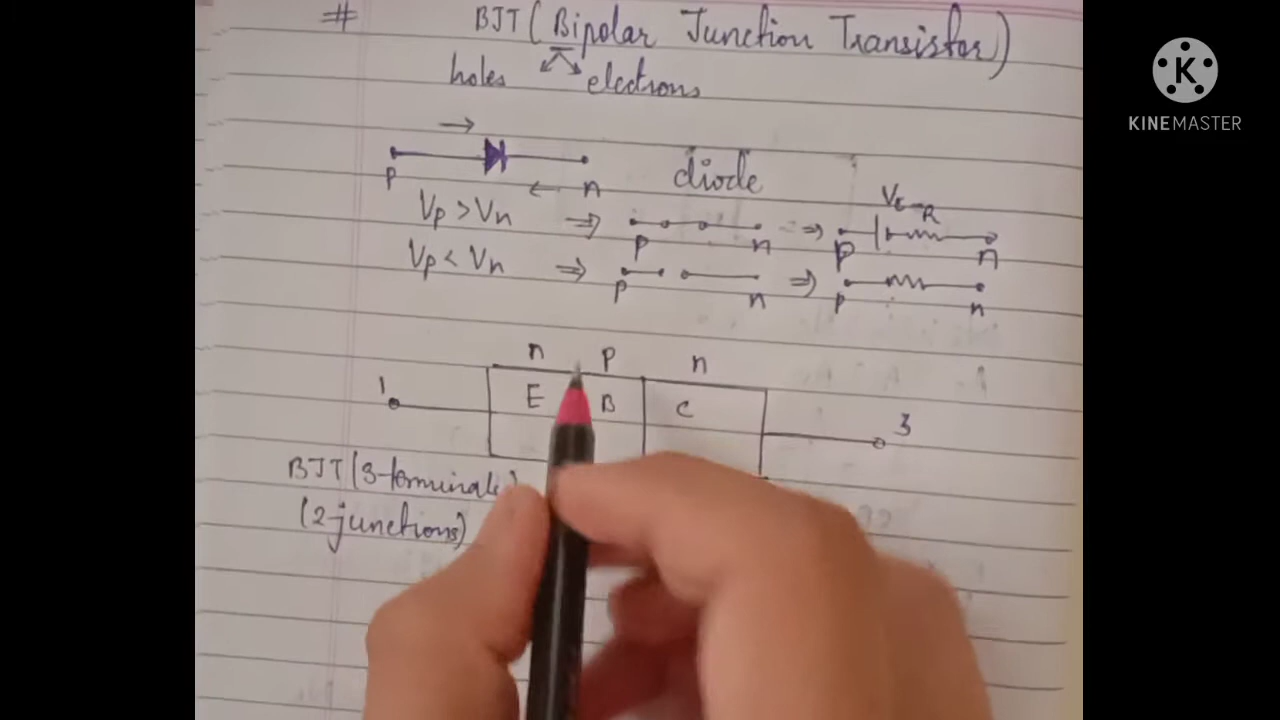 # BJT (Bipolar Junction Transistor)
holes electrons
K
KINEMASTER
p n diode
Vp > Vn ⇒ p n ⇒ p n R
Vp < Vn ⇒ p n ⇒ p n
n p n
1 E B C 3
BJT (3-terminals)
(2-junctions)